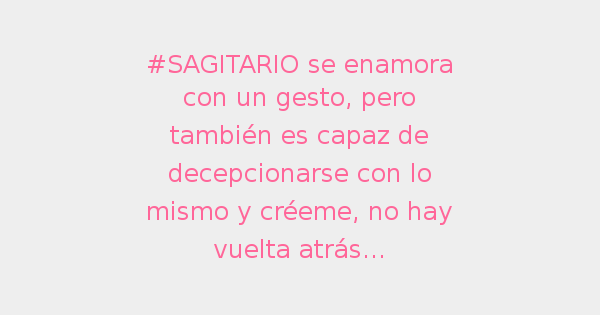 #SAGITARIO se enamora
con un gesto, pero
también es capaz de
decepcionarse con lo
mismo y créeme, no hay
vuelta atrás...